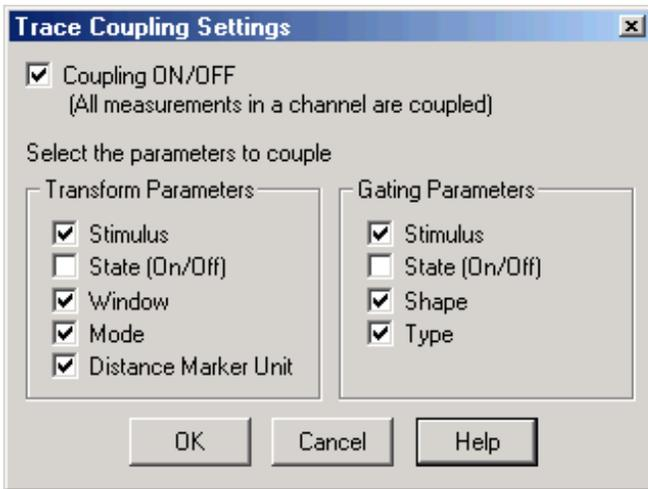 Trace Coupling Settings
Coupling ON/OFF
(All measurements in a channel are coupled)
Select the parameters to couple
Transform Parameters
Stimulus
State (On/Off)
Window
Mode
Distance Marker Unit
Gating Parameters
Stimulus
State (On/Off)
Shape
Type
OK
Cancel
Help